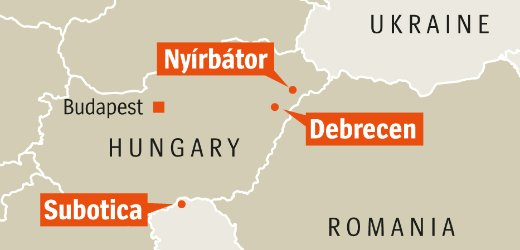 UKRAINE
Nyírbátor
Budapest
Debrecen
HUNGARY
Subotica
ROMANIA